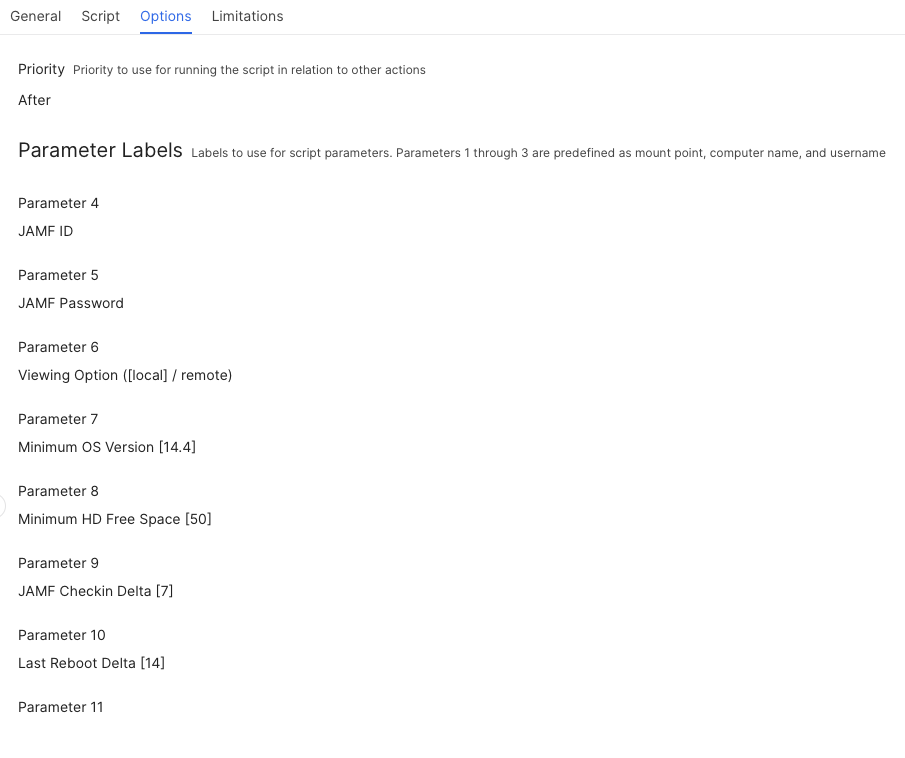 General Script Options Limitations
Priority Priority to use for running the script in relation to other actions
After
Parameter Labels Labels to use for script parameters. Parameters 1 through 3 are predefined as mount point, computer name, and username
Parameter 4
JAMF ID
Parameter 5
JAMF Password
Parameter 6
Viewing Option ([local] / remote)
Parameter 7
Minimum OS Version [14.4]
Parameter 8
Minimum HD Free Space [50]
Parameter 9
JAMF Checkin Delta [7]
Parameter 10
Last Reboot Delta [14]
Parameter 11